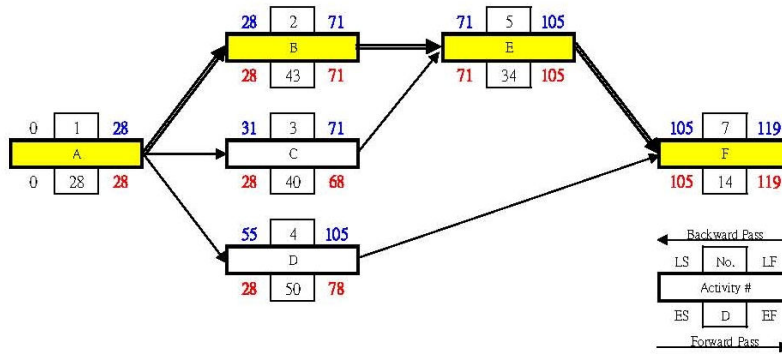 28 2 71
B
28 43 71
71 5 105
E
71 34 105
0 1 28
A
0 28 28
31 3 71
C
28 40 68
105 7 119
F
105 14 119
55 4 105
D
28 50 78
Backward Pass
LS No. LF
Activity #
ES D EF
Forward Pass